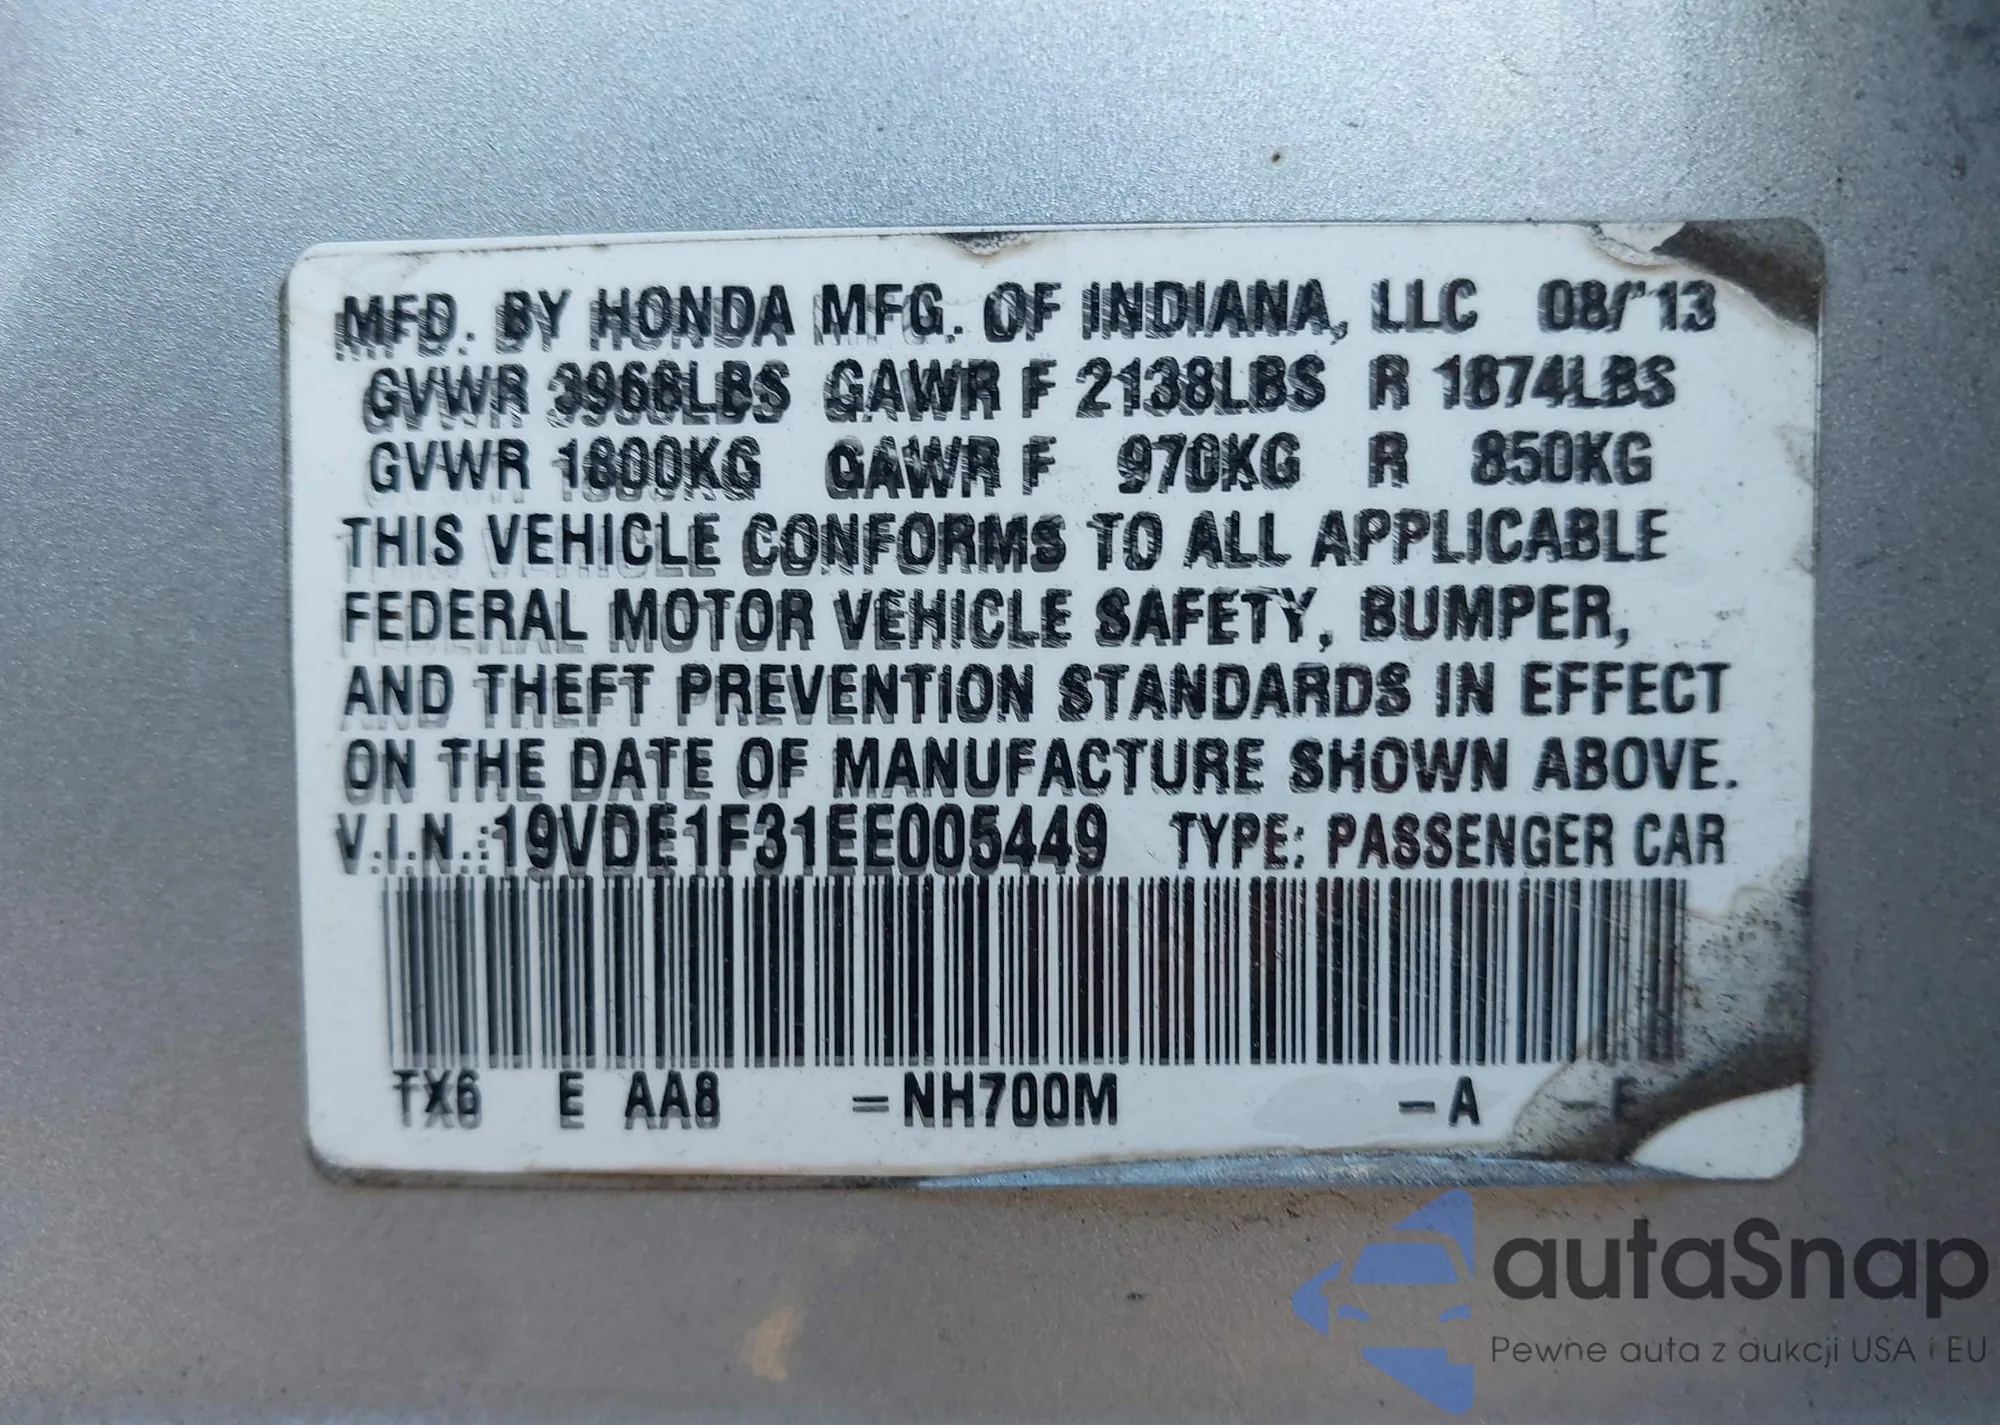 MFD. BY HONDA MFG. OF INDIANA, LLC 08/'13
GVWR 3968LBS GAWR F 2138LBS R 1874LBS
GVWR 1800KG GAWR F 970KG R 850KG
THIS VEHICLE CONFORMS TO ALL APPLICABLE
FEDERAL MOTOR VEHICLE SAFETY, BUMPER,
AND THEFT PREVENTION STANDARDS IN EFFECT
ON THE DATE OF MANUFACTURE SHOWN ABOVE.
V.I.N.:19VDE1F31EE005449 TYPE: PASSENGER CAR
TX6 E AA8 =NH700M -A
autaSnap
Pewne auta z aukcji USA i EU